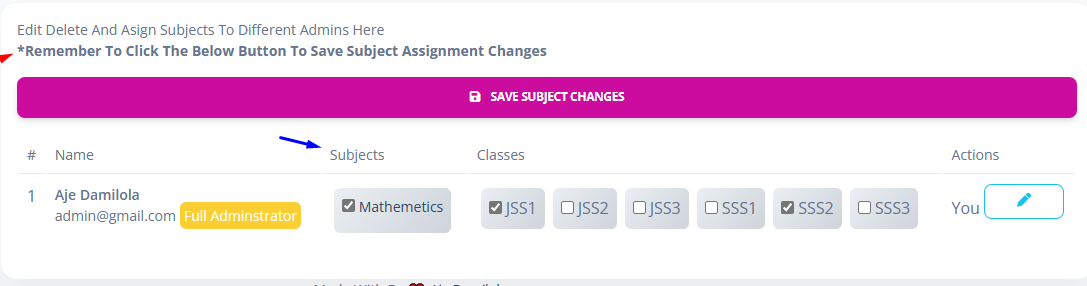 Edit Delete And Asign Subjects To Different Admins Here
*Remember To Click The Below Button To Save Subject Assignment Changes
SAVE SUBJECT CHANGES
# Name Subjects Classes Actions
1 Aje Damilola
admin@gmail.com Full Adminstrator Mathemetics JSS1 JSS2 JSS3 SSS1 SSS2 SSS3 You